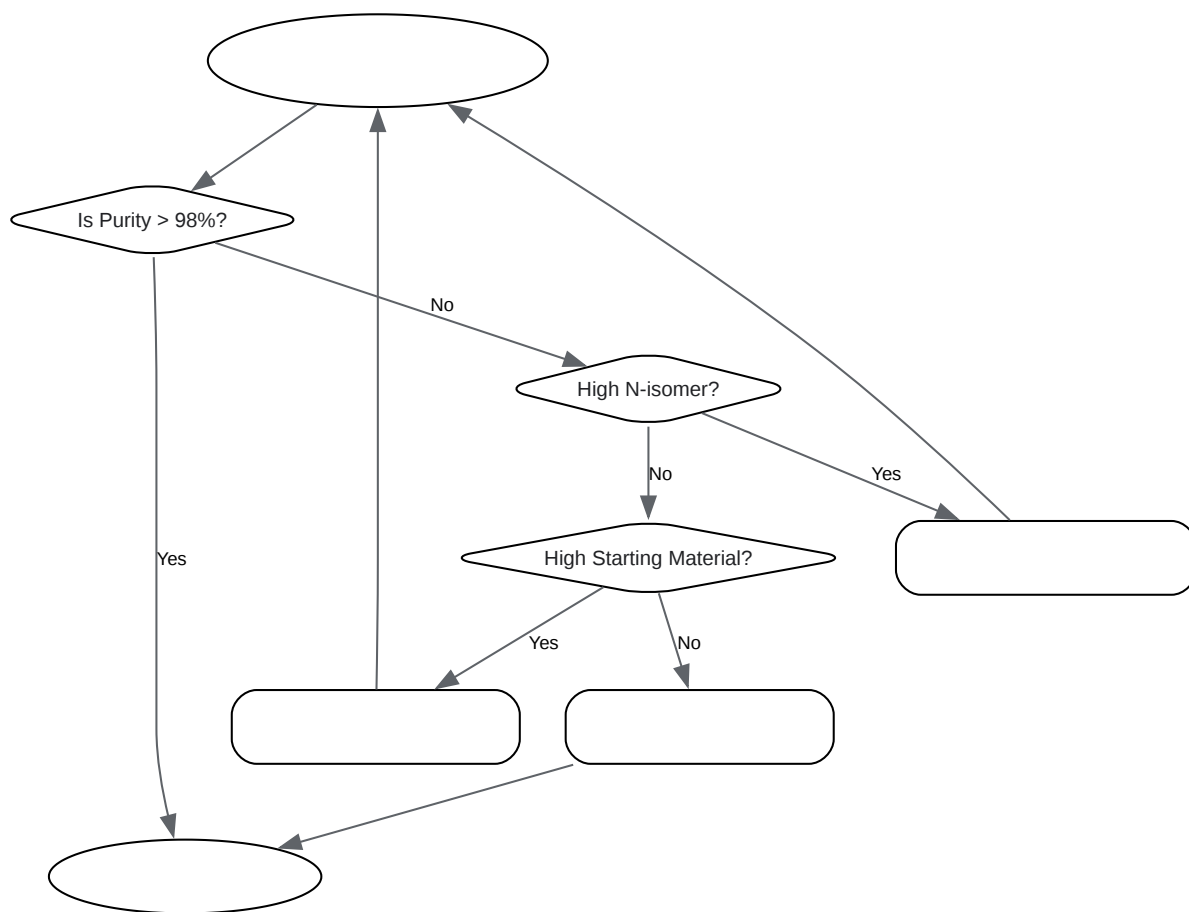 Is Purity > 98%?
No
High N-isomer?
No
Yes
Yes
High Starting Material?
Yes
No